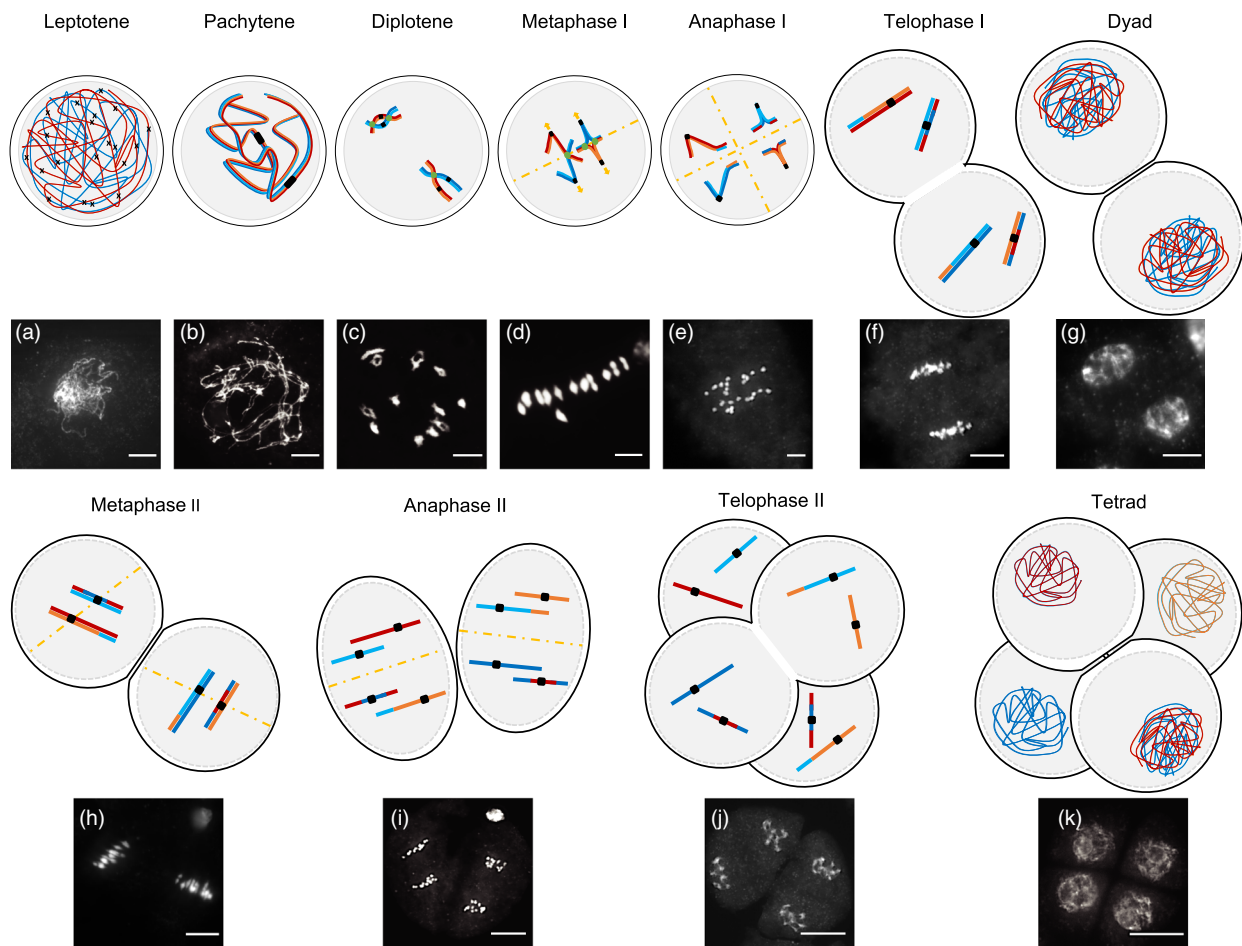 Leptotene
Pachytene
Diplotene
Metaphase I
Anaphase I
Telophase I
Dyad
(a)
(b)
(c)
(d)
(e)
(f)
(g)
Metaphase II
Anaphase II
Telophase II
Tetrad
(h)
(i)
(j)
(k)